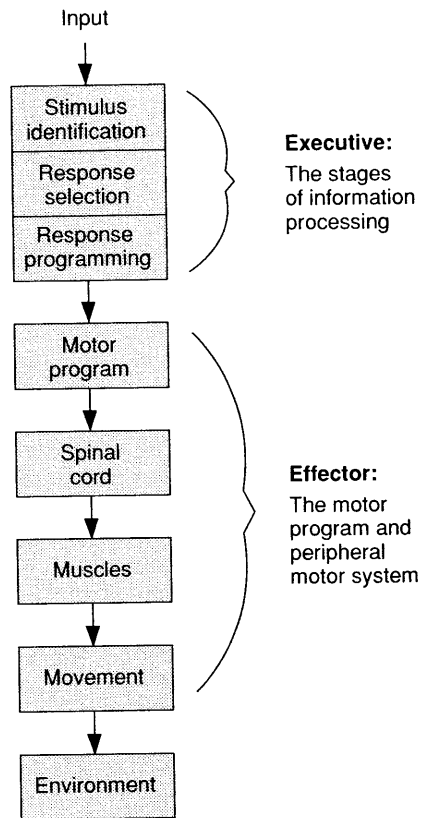 Input
Stimulus
identification
Response
selection
Response
programming
Executive:
The stages
of information
processing
Motor
program
Spinal
cord
Muscles
Movement
Effector:
The motor
program and
peripheral
motor system
Environment